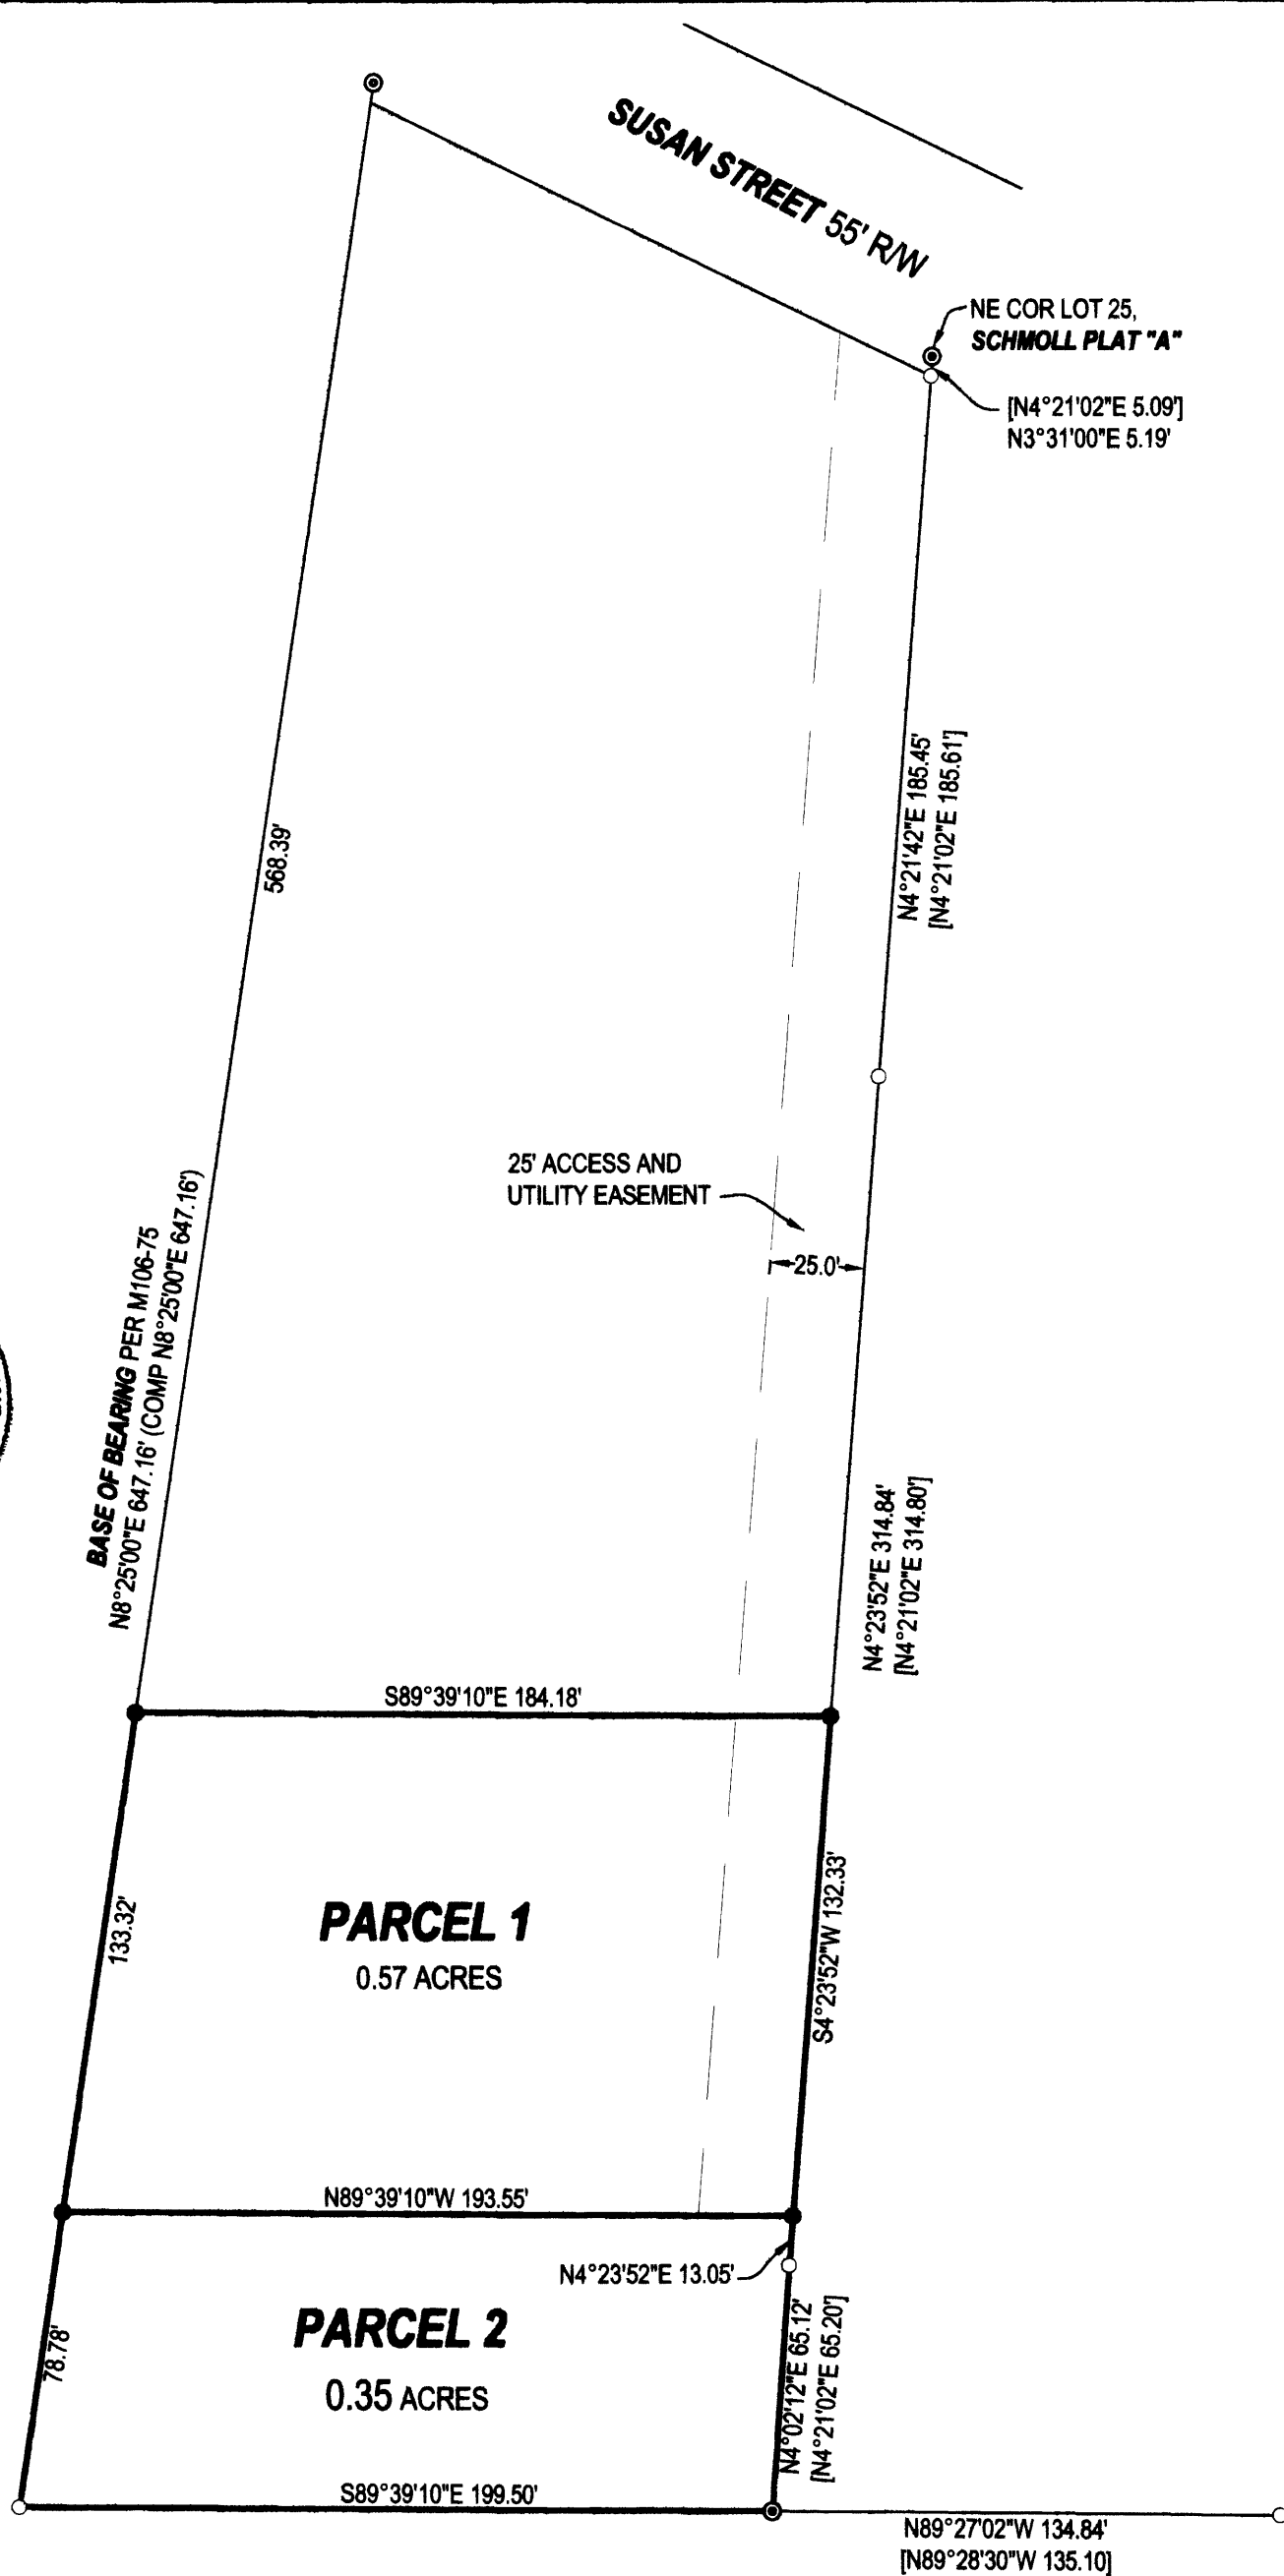 SUSAN STREET 55' R/W
NE COR LOT 25,
SCHMOLL PLAT "A"
[N4°21'02"E 5.09']
N3°31'00"E 5.19'
N4°21'42"E 185.45'
[N4°21'02"E 185.61']
568.39'
25' ACCESS AND
UTILITY EASEMENT
25.0'
BASE OF BEARING PER M106-75
N8°25'00"E 647.16' (COMP N8°25'00"E 647.16')
N4°23'52"E 314.84'
[N4°21'02"E 314.80']
S89°39'10"E 184.18'
133.32'
PARCEL 1
0.57 ACRES
S4°23'52"W 132.33'
N89°39'10"W 193.55'
N4°23'52"E 13.05'
78.78'
PARCEL 2
0.35 ACRES
N4°02'12"E 65.12'
[N4°21'02"E 65.20']
S89°39'10"E 199.50'
N89°27'02"W 134.84'
[N89°28'30"W 135.10]